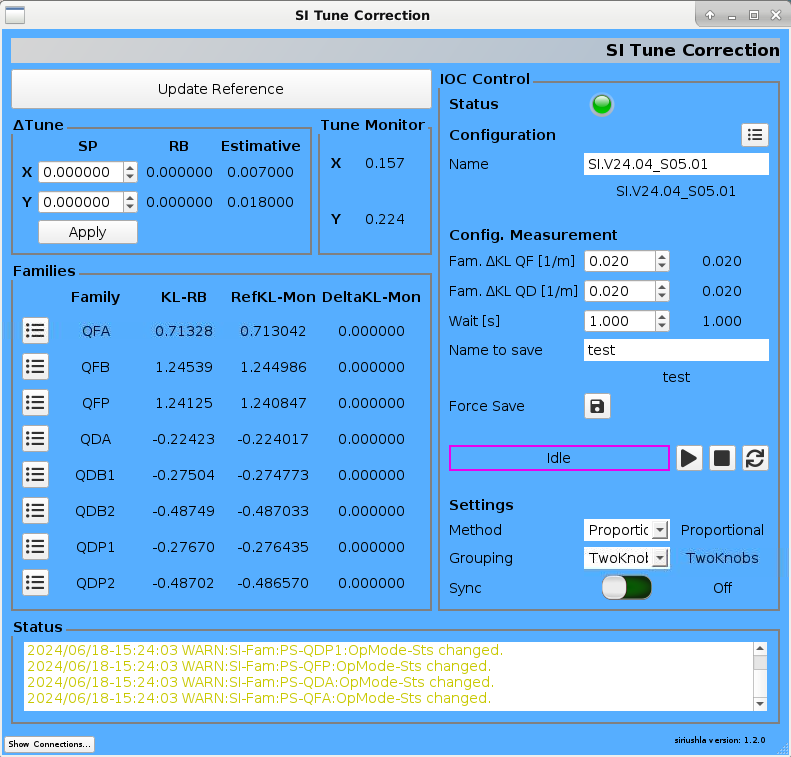 SI Tune Correction
SI Tune Correction
Update Reference
ΔTune
SP RB Estimative
X 0.000000 0.000000 0.007000
Y 0.000000 0.000000 0.018000
Apply
Tune Monitor
X 0.157
Y 0.224
Families
Family KL-RB RefKL-Mon DeltaKL-Mon
QFA 0.71328 0.713042 0.000000
QFB 1.24539 1.244986 0.000000
QFP 1.24125 1.240847 0.000000
QDA -0.22423 -0.224017 0.000000
QDB1 -0.27504 -0.274773 0.000000
QDB2 -0.48749 -0.487033 0.000000
QDP1 -0.27670 -0.276435 0.000000
QDP2 -0.48702 -0.486570 0.000000
IOC Control
Status
Configuration
Name SI.V24.04_S05.01
SI.V24.04_S05.01
Config. Measurement
Fam. ΔKL QF [1/m] 0.020 0.020
Fam. ΔKL QD [1/m] 0.020 0.020
Wait [s] 1.000 1.000
Name to save test
test
Force Save
Idle
Settings
Method Proportic Proportional
Grouping TwoKnob TwoKnobs
Sync Off
Status
2024/06/18-15:24:03 WARN:SI-Fam:PS-QDP1:OpMode-Sts changed.
2024/06/18-15:24:03 WARN:SI-Fam:PS-QFP:OpMode-Sts changed.
2024/06/18-15:24:03 WARN:SI-Fam:PS-QDA:OpMode-Sts changed.
2024/06/18-15:24:03 WARN:SI-Fam:PS-QFA:OpMode-Sts changed.
Show Connections...
siriushla version: 1.2.0